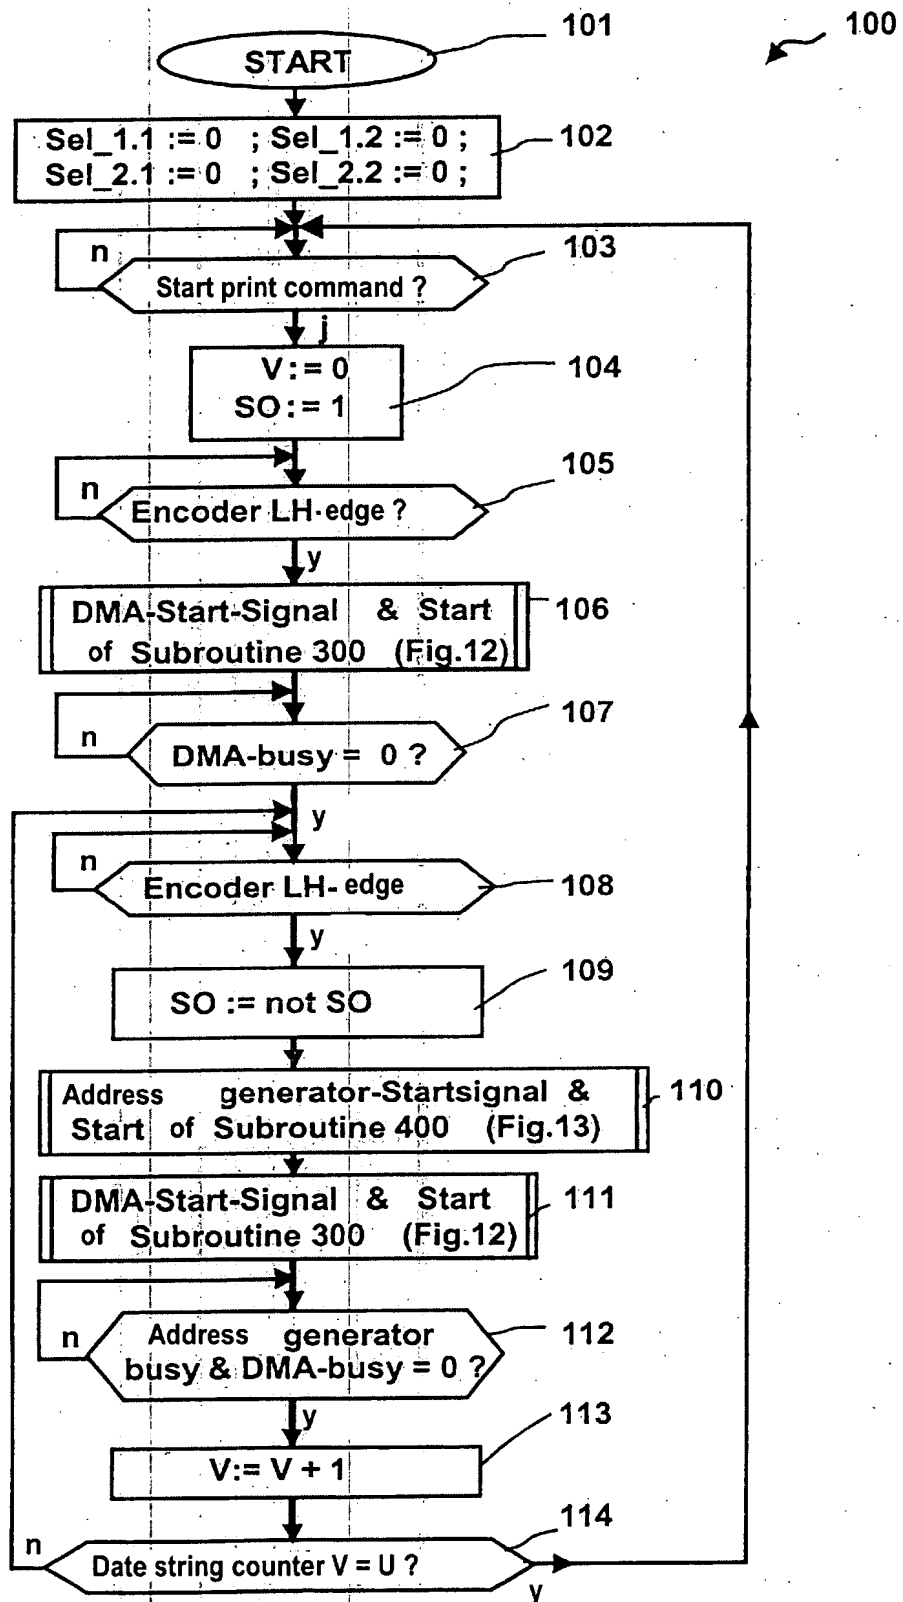 101
100
START
Sel_1.1 := 0 ; Sel_1.2 := 0 ;
Sel_2.1 := 0 ; Sel_2.2 := 0 ;
102
n
103
Start print command ?
j
V := 0
SO := 1
104
n
105
Encoder LH-edge ?
y
DMA-Start-Signal & Start
of Subroutine 300 (Fig.12)
106
n
107
DMA-busy = 0 ?
y
n
Encoder LH- edge
108
y
109
SO := not SO
Address generator-Startsignal &
Start of Subroutine 400 (Fig.13)
110
DMA-Start-Signal & Start
of Subroutine 300 (Fig.12)
111
n
Address generator
busy & DMA-busy = 0 ?
112
y
113
V:= V + 1
114
n
Date string counter V = U ?
y